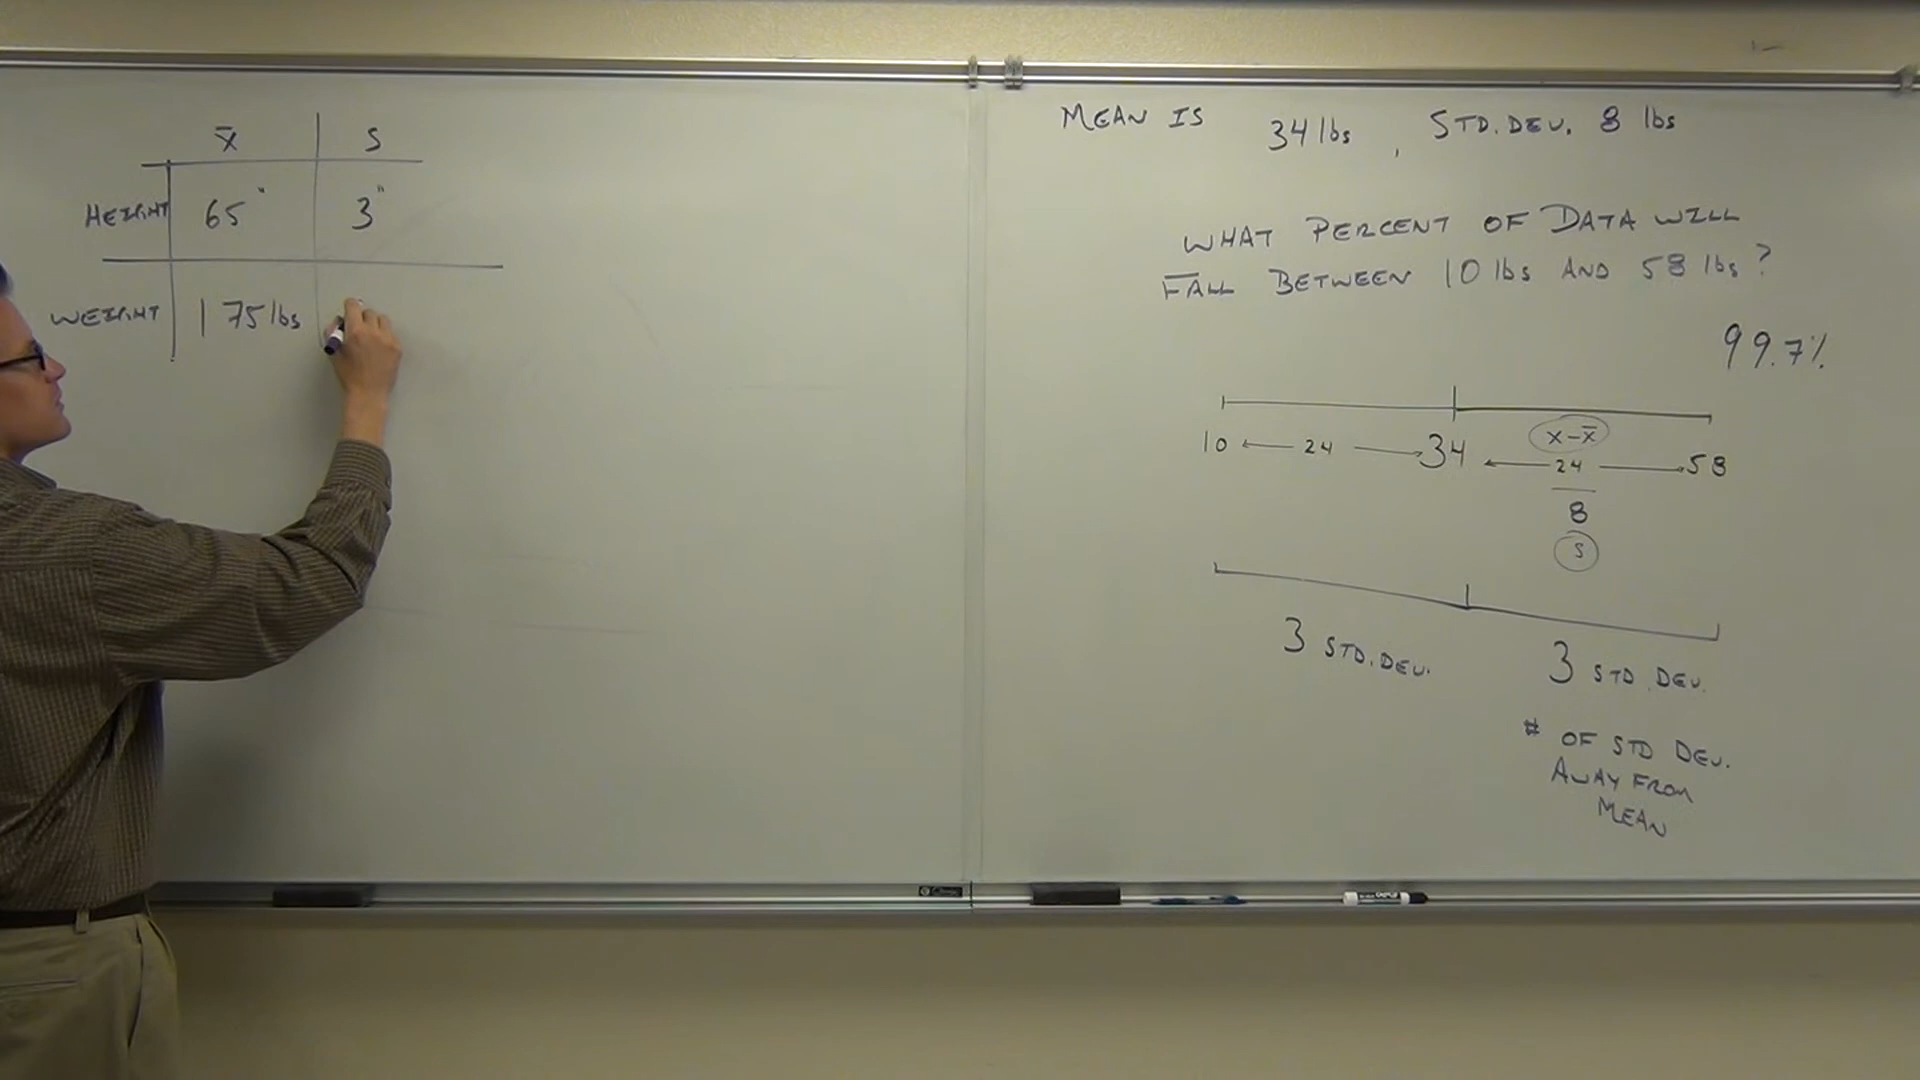 x̄ S
HEIGHT 65" 3"
WEIGHT 175 lbs
MEAN IS 34 lbs, STD. DEV. 8 lbs
WHAT PERCENT OF DATA WILL
FALL BETWEEN 10 lbs AND 58 lbs?
99.7%
x-x̄
10 24 34 24 58
8
S
3 STD. DEV. 3 STD. DEV.
# OF STD DEV.
AWAY FROM
MEAN